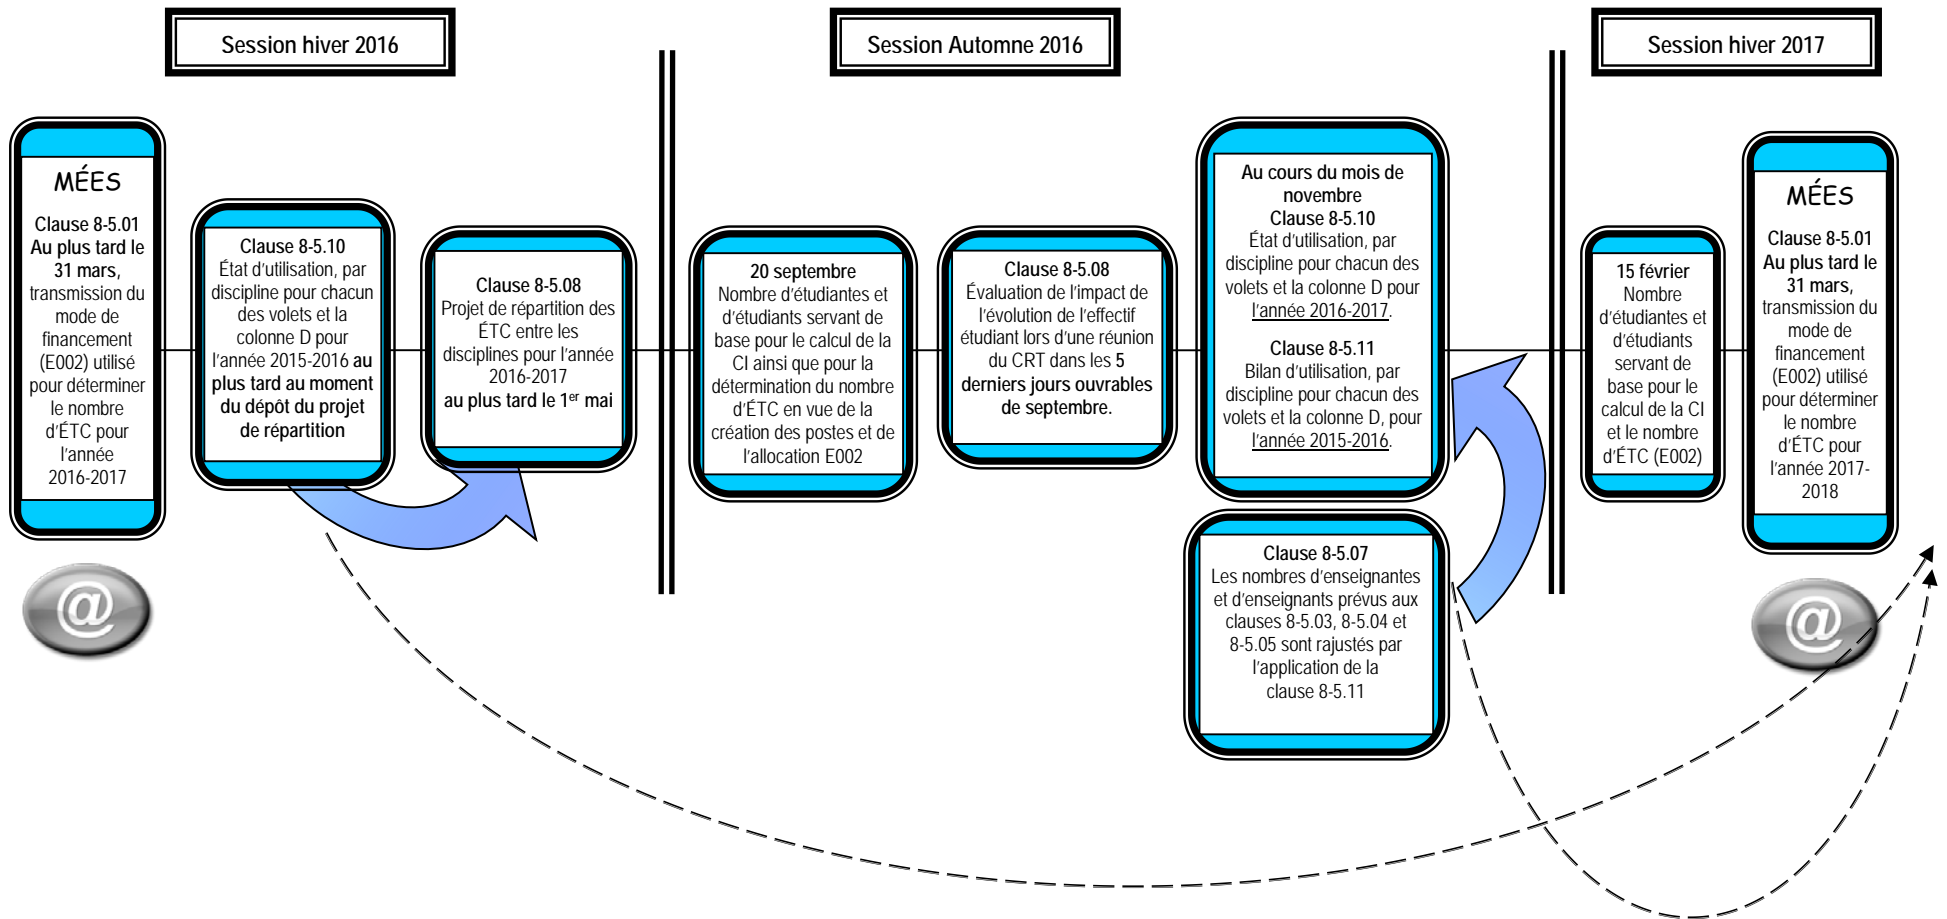 Session hiver 2016
Session Automne 2016
Session hiver 2017
MÉES
Clause 8-5.01
Au plus tard le
31 mars,
transmission du
mode de
financement
(E002) utilisé
pour déterminer
le nombre
d'ÉTC pour
l'année
2016-2017
@
Clause 8-5.10
État d'utilisation, par
discipline pour chacun
des volets et la
colonne D pour
l'année 2015-2016 au
plus tard au moment
du dépôt du projet
de répartition
Clause 8-5.08
Projet de répartition des
ÉTC entre les
disciplines pour l'année
2016-2017
au plus tard le 1er mai
20 septembre
Nombre d'étudiantes et
d'étudiants servant de
base pour le calcul de la
CI ainsi que pour la
détermination du nombre
d'ÉTC en vue de la
création des postes et de
l'allocation E002
Clause 8-5.08
Évaluation de l'impact de
l'évolution de l'effectif
étudiant lors d'une réunion
du CRT dans les 5
derniers jours ouvrables
de septembre.
Au cours du mois de
novembre
Clause 8-5.10
État d'utilisation, par
discipline pour chacun des
volets et la colonne D pour
l'année 2016-2017.
Clause 8-5.11
Bilan d'utilisation, par
discipline pour chacun des
volets et la colonne D, pour
l'année 2015-2016.
Clause 8-5.07
Les nombres d'enseignantes
et d'enseignants prévus aux
clauses 8-5.03, 8-5.04 et
8-5.05 sont rajustés par
l'application de la
clause 8-5.11
15 février
Nombre
d'étudiantes et
d'étudiants
servant de
base pour le
calcul de la CI
et le nombre
d'ÉTC (E002)
MÉES
Clause 8-5.01
Au plus tard le
31 mars,
transmission du
mode de
financement
(E002) utilisé
pour déterminer
le nombre
d'ÉTC pour
l'année 2017-
2018
@